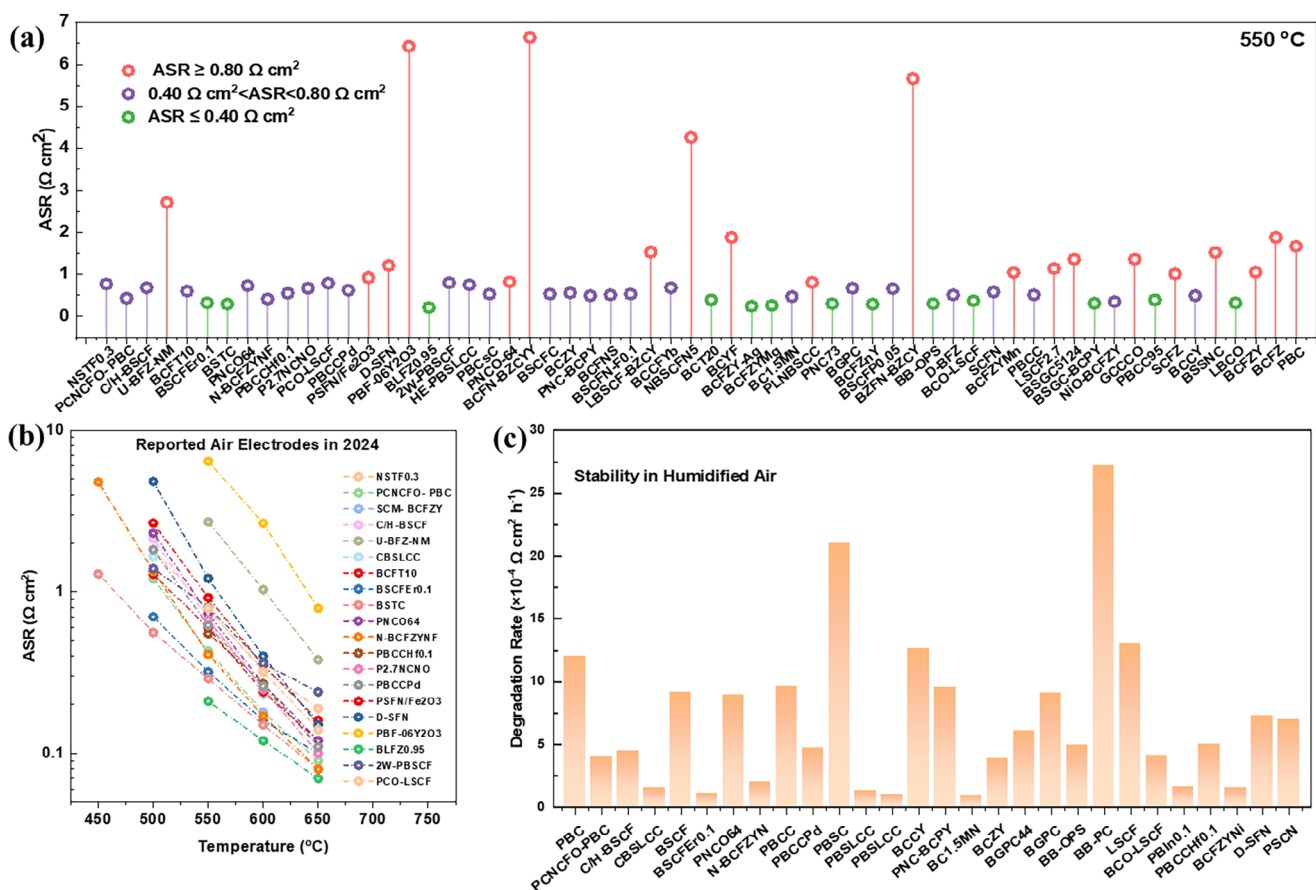 (a)
550 °C
ASR ≥ 0.80 Ω cm²
0.40 Ω cm²<ASR<0.80 Ω cm²
ASR ≤ 0.40 Ω cm²
ASR (Ω cm²)
7
6
5
4
3
2
1
0
NSTF0.3
PCNCFO-PBC
C/H-BSCF
U-BFZ-NM
BCFT10
BSCFEr0.1
BSTC
PNCO64
N-BCFZYNF
PBCCHf0.1
P2.7NCNO
PCO-LSCF
PBCCPd
PSFN/Fe2O3
D-SFN
PBF-06Y2O3
BLFZ0.95
2W-PBSCF
HE-PBSLCC
PBCsC
PNCO-64
BCFN-BZCYY
BSCFC
BCZY
PNC-BCPY
BCFNS
BSCFN-F0.1
LBSCF-BZCY
BCCFYb
NBSCFN5
BCT20
BCYF
BCFZY-Ag
BCFZYMg
BC1.5MN
PLNBSCC
PNC73
BGPC
BCFZrY
BSCFP0.05
BZFN-BZCY
BB-OPS
D-BFZ
BCO-LSCF
SCFN
BCFZYMn
PBCC
LSCF2.7
BSGC5124
BSGC-BCPY
NiO-BCFZY
GCCCO
PBCC95
SCFZ
BCCY
BSSNC
LBCO
BCFZY
BCFZ
PBC
(b)
Reported Air Electrodes in 2024
ASR (Ω cm²)
10
1
0.1
NSTF0.3
PCNCFO- PBC
SCM- BCFZY
C/H -BSCF
U-BFZ-NM
CBSLCC
BCFT10
BSCFEr0.1
BSTC
PNCO64
N-BCFZYNF
PBCCHf0.1
P2.7NCNO
PBCCPd
PSFN/Fe2O3
D-SFN
PBF-06Y2O3
BLFZ0.95
2W-PBSCF
PCO-LSCF
450 500 550 600 650 700 750
Temperature (°C)
(c)
Stability in Humidified Air
Degradation Rate (×10⁻⁴ Ω cm² h⁻¹)
30
25
20
15
10
5
0
PBC
PCNCFO-PBC
C/H-BSCF
CBSLCC
BSCF
BSCFEr0.1
PNCO64
N-BCFZYN
PBCC
PBCCPd
PBSC
PBSLCC
PBSLCC
BCCY
PNC-BCPY
BC1.5MN
BCZY
BGPC44
BGPC
BB-OPS
BB-PC
LSCF
BCO-LSCF
PBIn0.1
PBCCHf0.1
BCFZYNi
D-SFN
PSCN